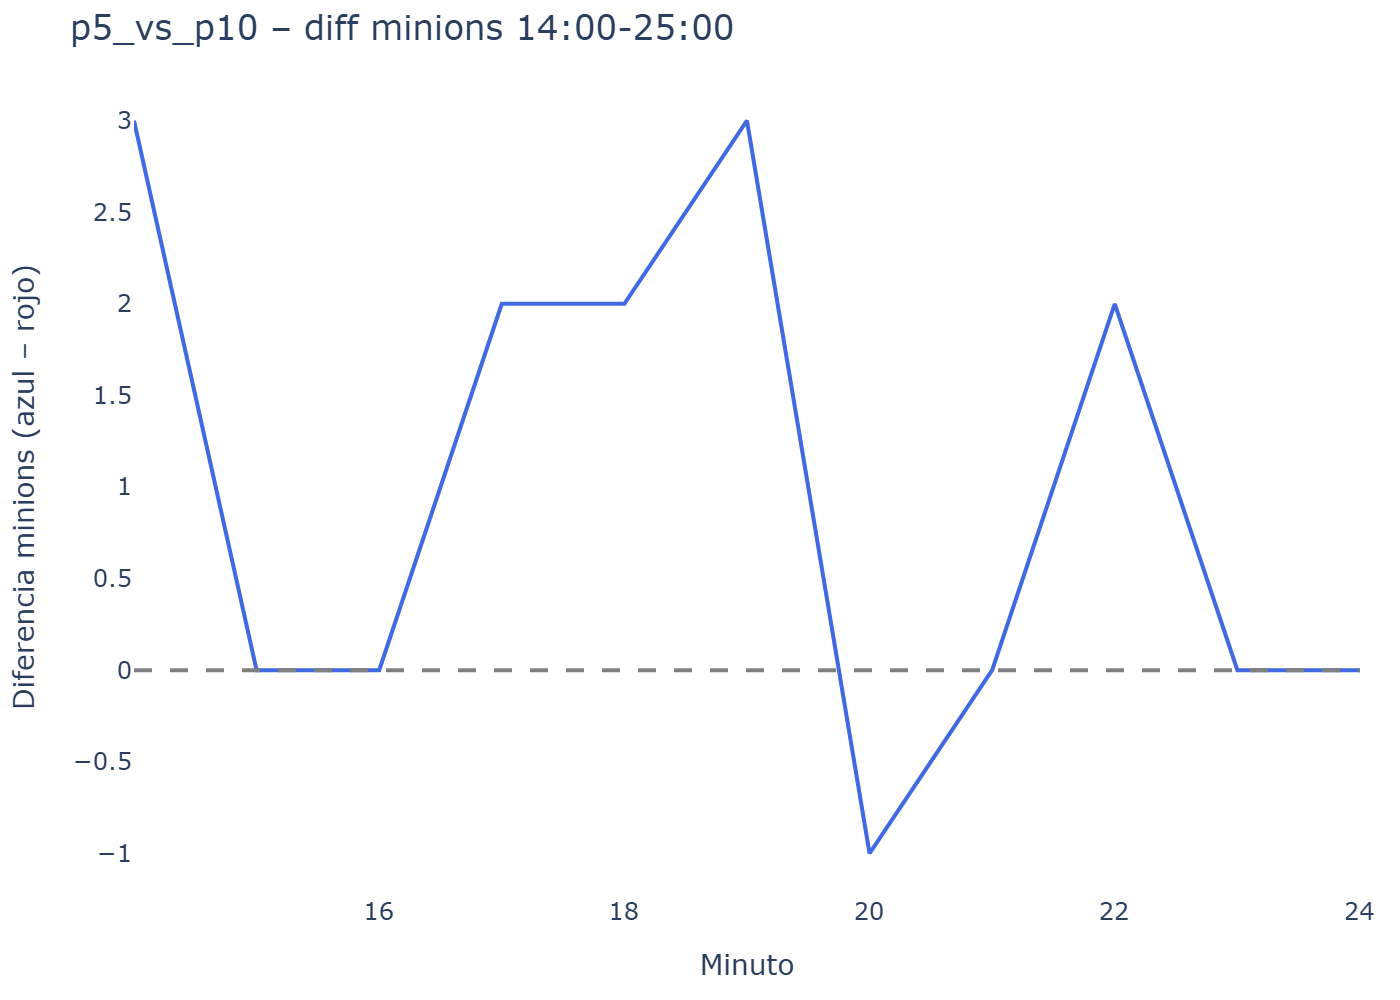 p5_vs_p10 – diff minions 14:00-25:00
3
2.5
2
1.5
1
0.5
0
−0.5
−1
Diferencia minions (azul – rojo)
16 18 20 22 24
Minuto